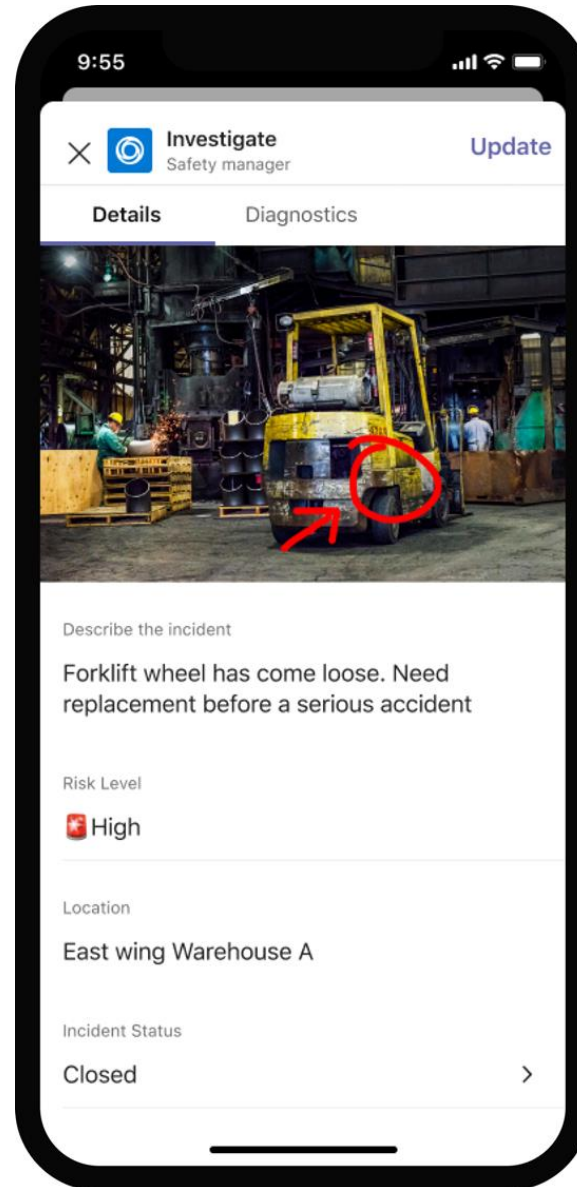 9:55
Investigate
Update
Safety manager
Details Diagnostics
Describe the incident
Forklift wheel has come loose. Need
replacement before a serious accident
Risk Level
🚨High
Location
East wing Warehouse A
Incident Status
Closed